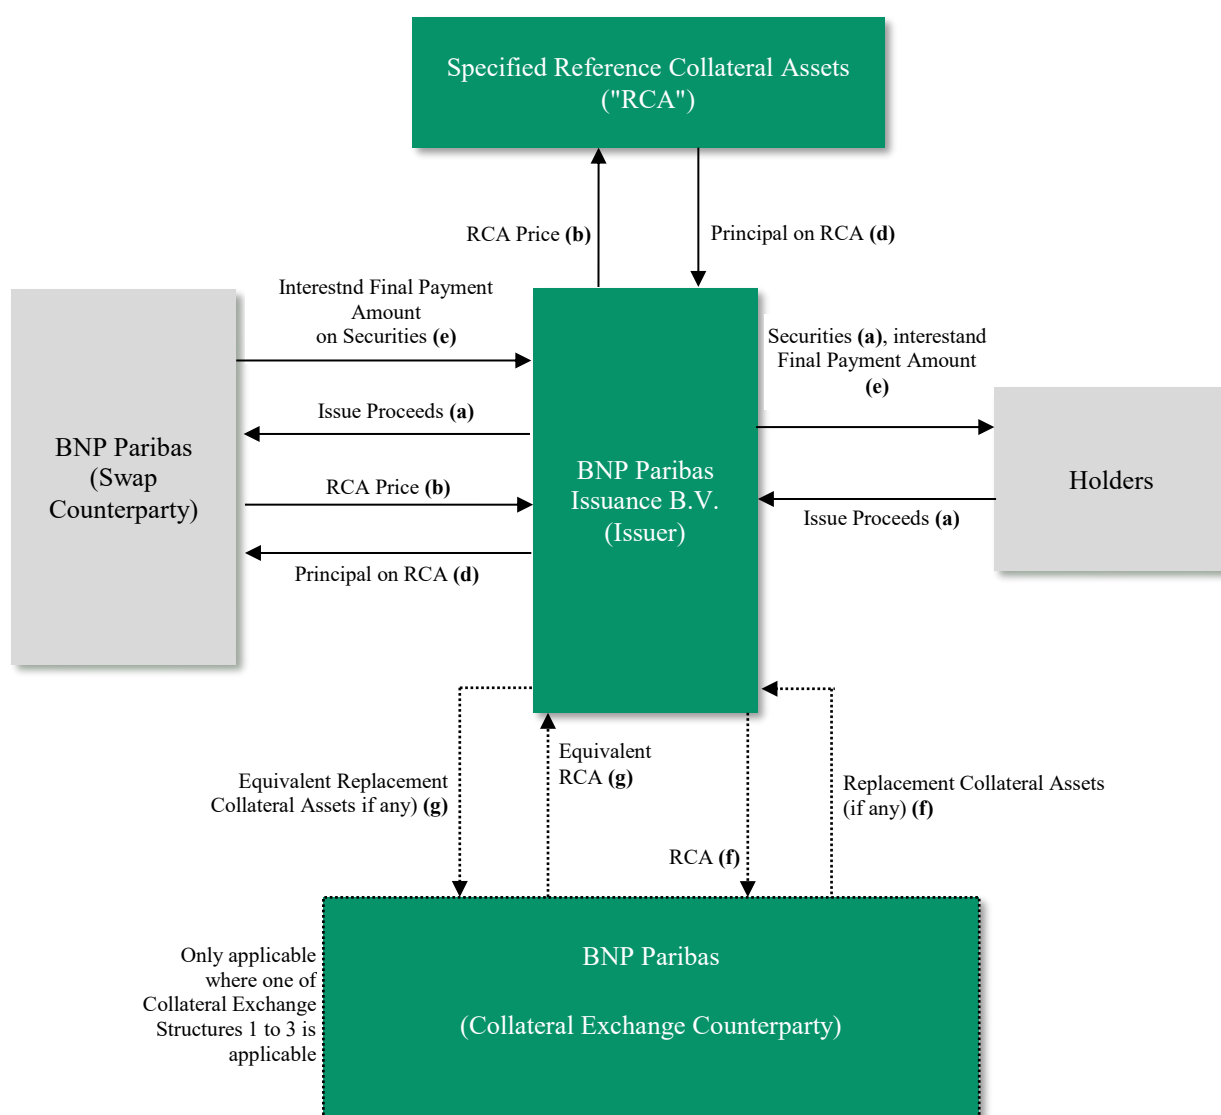 Specified Reference Collateral Assets
("RCA")
RCA Price (b)
Principal on RCA (d)
Interestnd Final Payment
Amount
on Securities (e)
Securities (a), interestand
Final Payment Amount
(e)
Issue Proceeds (a)
BNP Paribas
(Swap
Counterparty)
RCA Price (b)
BNP Paribas
Issuance B.V.
(Issuer)
Holders
Issue Proceeds (a)
Principal on RCA (d)
Equivalent Replacement
Collateral Assets if any) (g)
Equivalent
RCA (g)
Replacement Collateral Assets
(if any) (f)
RCA (f)
Only applicable
where one of
Collateral Exchange
Structures 1 to 3 is
applicable
BNP Paribas
(Collateral Exchange Counterparty)